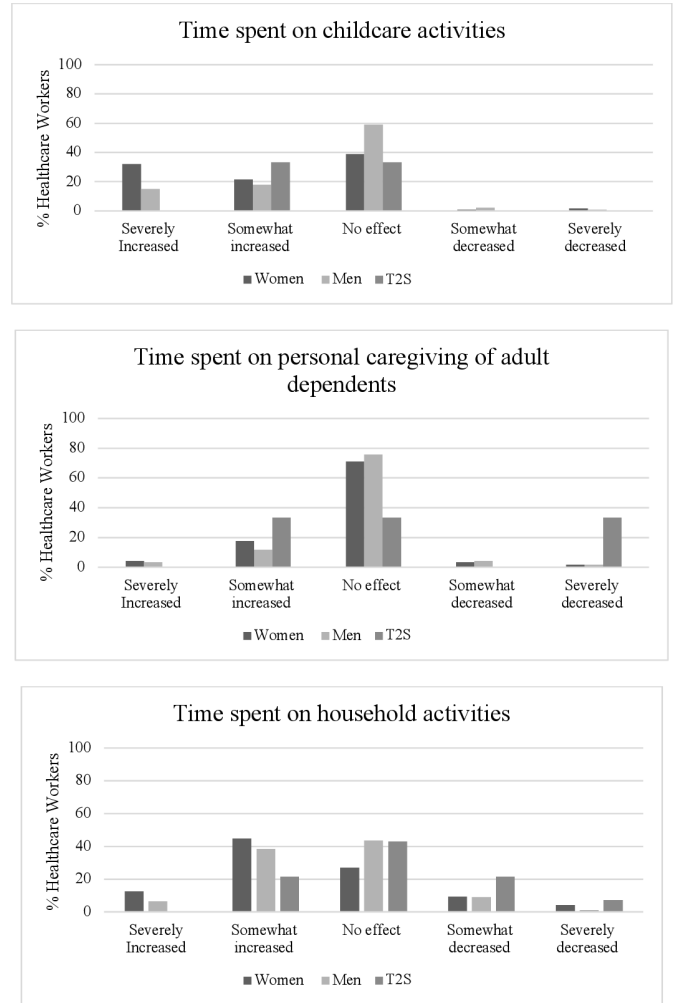 Time spent on childcare activities
% Healthcare Workers
100
80
60
40
20
0
Severely Increased
Somewhat increased
No effect
Somewhat decreased
Severely decreased
Women Men T2S
Time spent on personal caregiving of adult
dependents
% Healthcare Workers
100
80
60
40
20
0
Severely Increased
Somewhat increased
No effect
Somewhat decreased
Severely decreased
Women Men T2S
Time spent on household activities
% Healthcare Workers
100
80
60
40
20
0
Severely Increased
Somewhat increased
No effect
Somewhat decreased
Severely decreased
Women Men T2S